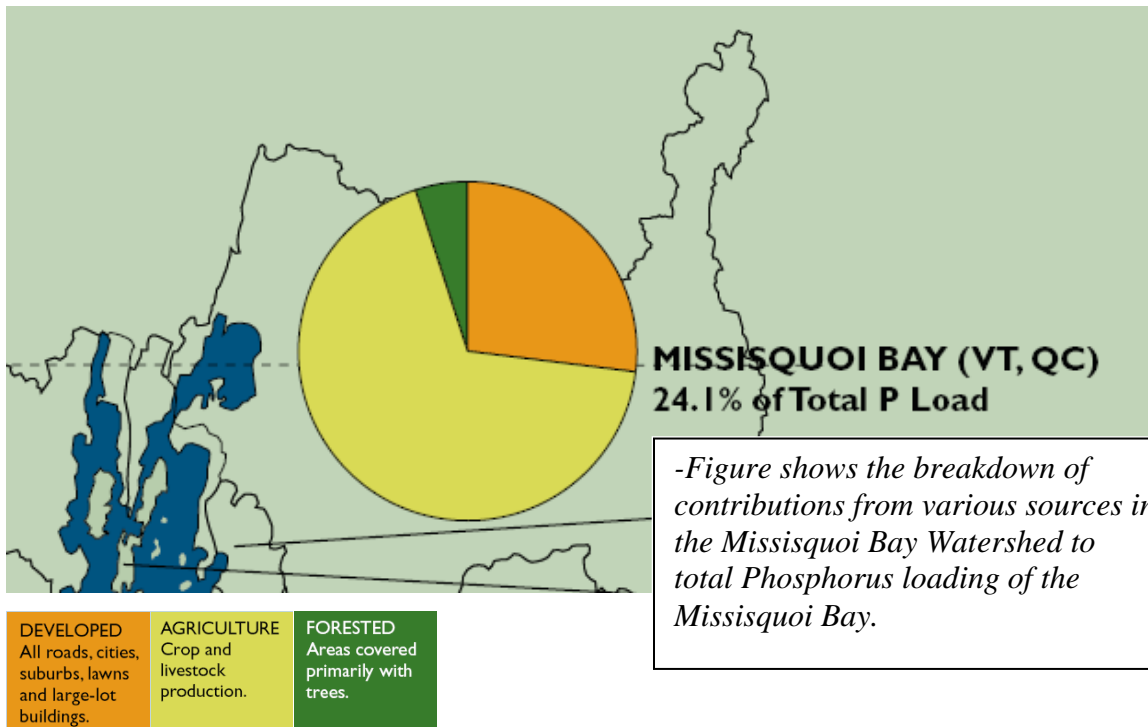 MISSISQUOI BAY (VT, QC)
24.1% of Total P Load
-Figure shows the breakdown of
contributions from various sources in
the Missisquoi Bay Watershed to
total Phosphorus loading of the
Missisquoi Bay.
DEVELOPED
All roads, cities,
suburbs, lawns
and large-lot
buildings.
AGRICULTURE
Crop and
livestock
production.
FORESTED
Areas covered
primarily with
trees.